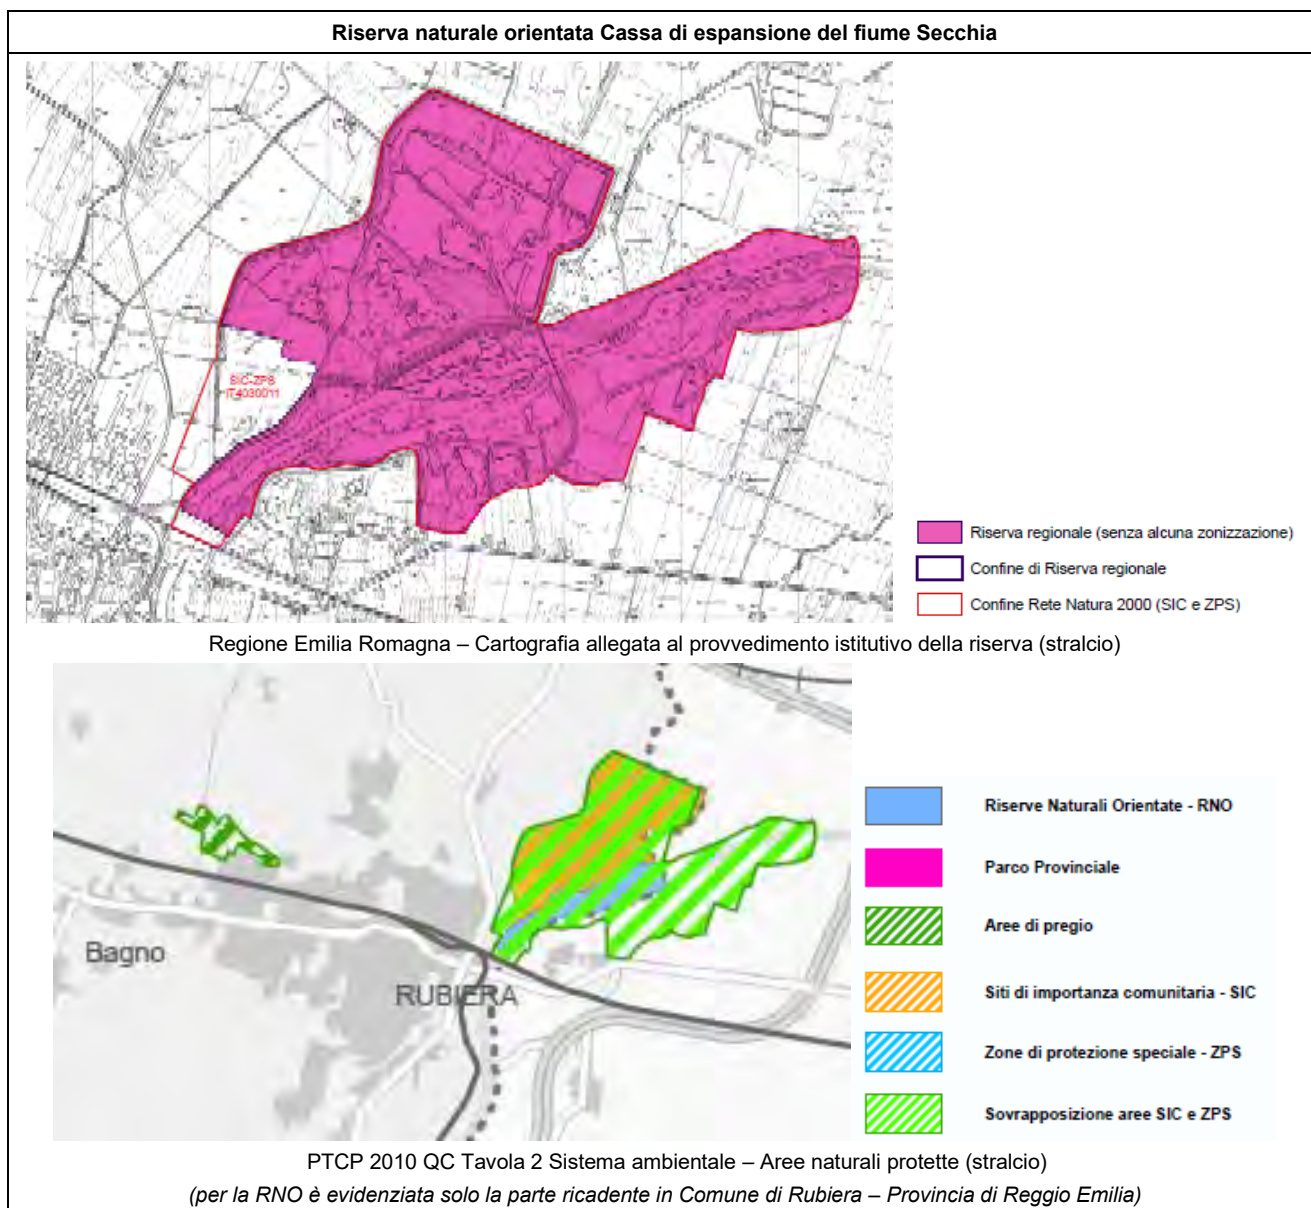 Riserva naturale orientata Cassa di espansione del fiume Secchia
SIC-ZPS
IT4030011
Riserva regionale (senza alcuna zonizzazione)
Confine di Riserva regionale
Confine Rete Natura 2000 (SIC e ZPS)
Regione Emilia Romagna – Cartografia allegata al provvedimento istitutivo della riserva (stralcio)
Bagno
RUBIERA
Riserve Naturali Orientate - RNO
Parco Provinciale
Aree di pregio
Siti di importanza comunitaria - SIC
Zone di protezione speciale - ZPS
Sovrapposizione aree SIC e ZPS
PTCP 2010 QC Tavola 2 Sistema ambientale – Aree naturali protette (stralcio)
(per la RNO è evidenziata solo la parte ricadente in Comune di Rubiera – Provincia di Reggio Emilia)